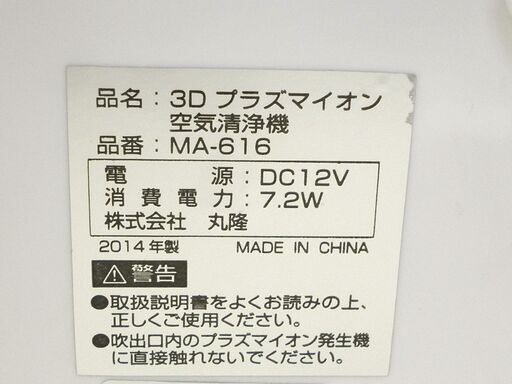 品名：3D プラズマイオン
空気清浄機
品番：MA-616
電源：DC12V
消費電力：7.2W
株式会社 丸隆
2014年製 MADE IN CHINA
⚠警告
●取扱説明書をよくお読みの上、
正しくご使用ください。
●吹出口内のプラズマイオン発生機
に直接触れないでください。